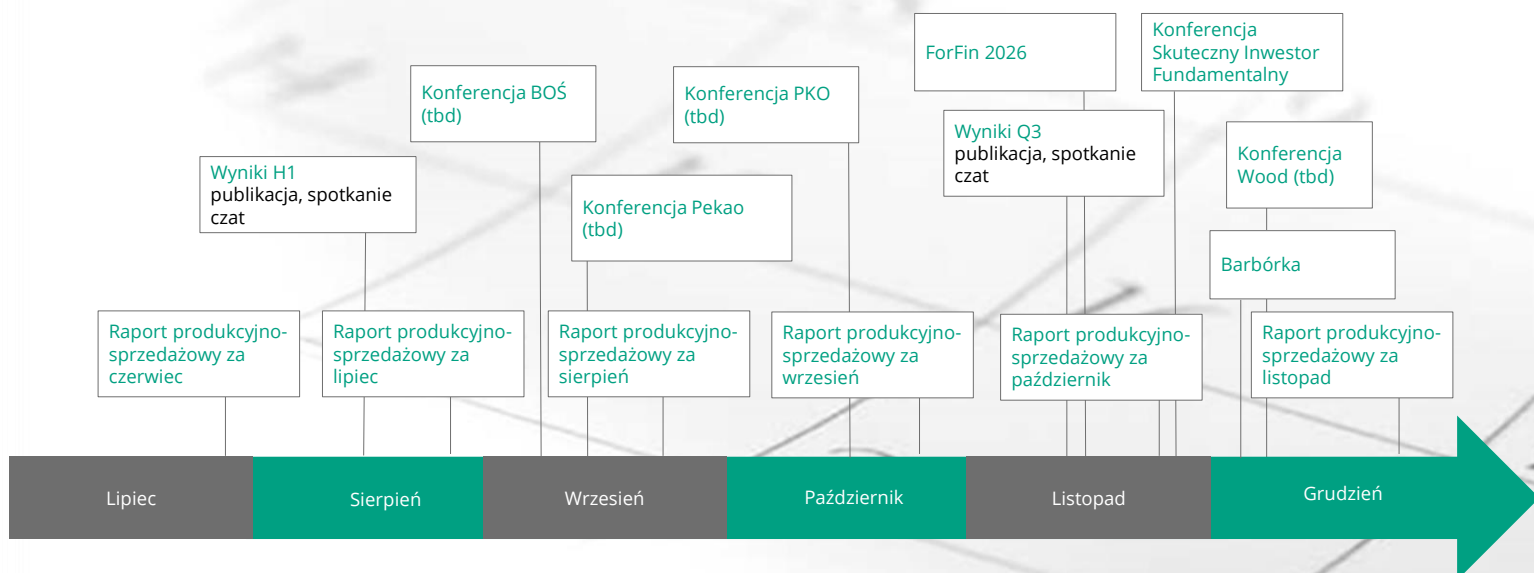 ForFin 2026
Konferencja
Skuteczny Inwestor
Fundamentalny
Konferencja BOŚ
(tbd)
Konferencja PKO
(tbd)
Wyniki Q3
publikacja, spotkanie
czat
Konferencja
Wood (tbd)
Wyniki H1
publikacja, spotkanie
czat
Konferencja Pekao
(tbd)
Barbórka
Raport produkcyjno-
sprzedażowy za
czerwiec
Raport produkcyjno-
sprzedażowy za
lipiec
Raport produkcyjno-
sprzedażowy za
sierpień
Raport produkcyjno-
sprzedażowy za
wrzesień
Raport produkcyjno-
sprzedażowy za
październik
Raport produkcyjno-
sprzedażowy za
listopad
Lipiec
Sierpień
Wrzesień
Październik
Listopad
Grudzień